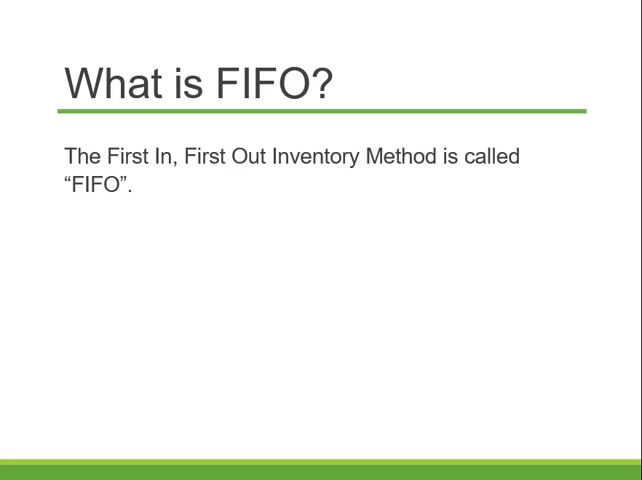 What is FIFO?
The First In, First Out Inventory Method is called
“FIFO”.